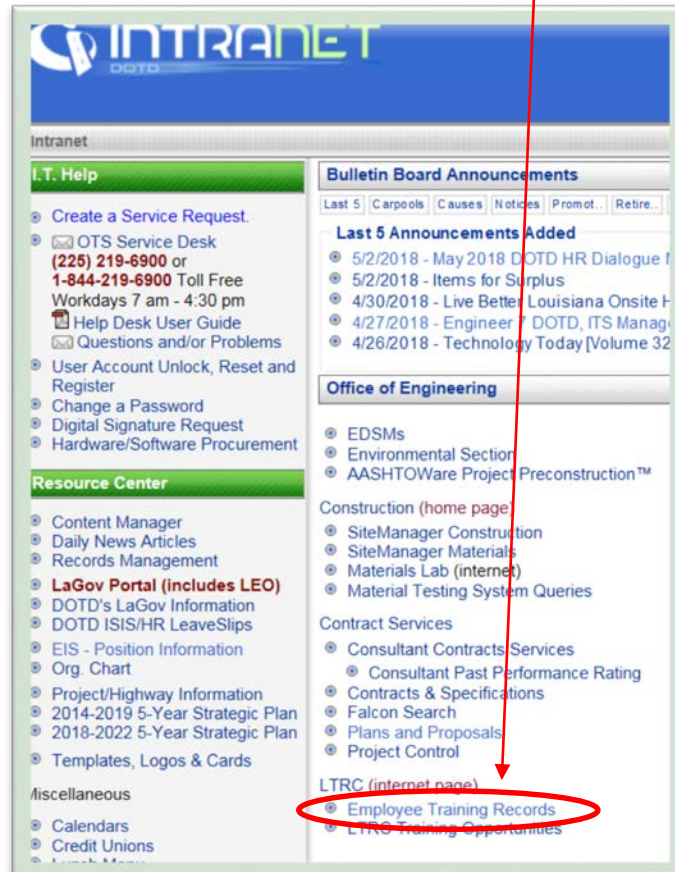 INTRANET
DOTD
Intranet
I.T. Help
Create a Service Request.
OTS Service Desk
(225) 219-6900 or
1-844-219-6900 Toll Free
Workdays 7 am - 4:30 pm
Help Desk User Guide
Questions and/or Problems
User Account Unlock, Reset and
Register
Change a Password
Digital Signature Request
Hardware/Software Procurement
Resource Center
Content Manager
Daily News Articles
Records Management
LaGov Portal (includes LEO)
DOTD's LaGov Information
DOTD ISIS/HR LeaveSlips
EIS - Position Information
Org. Chart
Project/Highway Information
2014-2019 5-Year Strategic Plan
2018-2022 5-Year Strategic Plan
Templates, Logos & Cards
Miscellaneous
Calendars
Credit Unions
Lunch Menu
Bulletin Board Announcements
Last 5 Carpools Causes Notices Promot.. Retire..
Last 5 Announcements Added
5/2/2018 - May 2018 DOTD HR Dialogue
5/2/2018 - Items for Surplus
4/30/2018 - Live Better Louisiana Onsite
4/27/2018 - Engineer 7 DOTD, ITS Manag
4/26/2018 - Technology Today [Volume 32
Office of Engineering
EDSMs
Environmental Section
AASHTOWare Project Preconstruction™
Construction (home page)
SiteManager Construction
SiteManager Materials
Materials Lab (internet)
Material Testing System Queries
Contract Services
Consultant Contracts Services
Consultant Past Performance Rating
Contracts & Specifications
Falcon Search
Plans and Proposals
Project Control
LTRC (internet page)
Employee Training Records
LTRC Training Opportunities